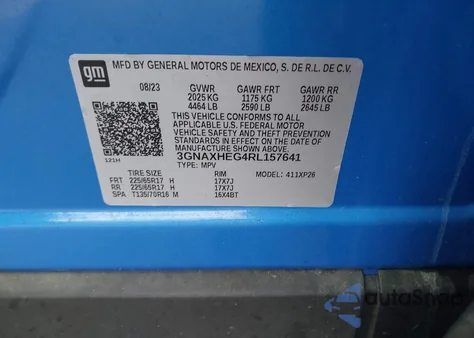 gm
MFD BY GENERAL MOTORS DE MEXICO, S. DE R.L. DE C.V.
08/23 GVWR GAWR FRT GAWR RR
2025 KG 1175 KG 1200 KG
4464 LB 2590 LB 2645 LB
THIS VEHICLE CONFORMS TO ALL
APPLICABLE U.S. FEDERAL MOTOR
VEHICLE SAFETY, BUMPER, AND THEFT
PREVENTION STANDARDS IN EFFECT ON
THE DATE OF MANUFACTURE SHOWN ABOVE.
3GNAXHEG4RL157641
121H
TYPE: MPV MODEL: 411XP26
TIRE SIZE RIM
FRT 225/65R17 H 17X7J
RR 225/65R17 H 17X7J
SPA T135/70R16 M 16X4BT
autoSnap